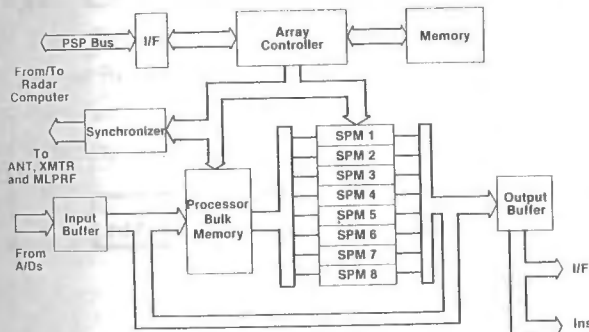 PSP Bus
I/F
Array
Controller
Memory
From/To
Radar
Computer
Synchronizer
To
ANT, XMTR
and MLPRF
SPM 1
SPM 2
SPM 3
SPM 4
SPM 5
SPM 6
SPM 7
SPM 8
Input
Buffer
Processor
Bulk
Memory
Output
Buffer
From
A/Ds
I/F